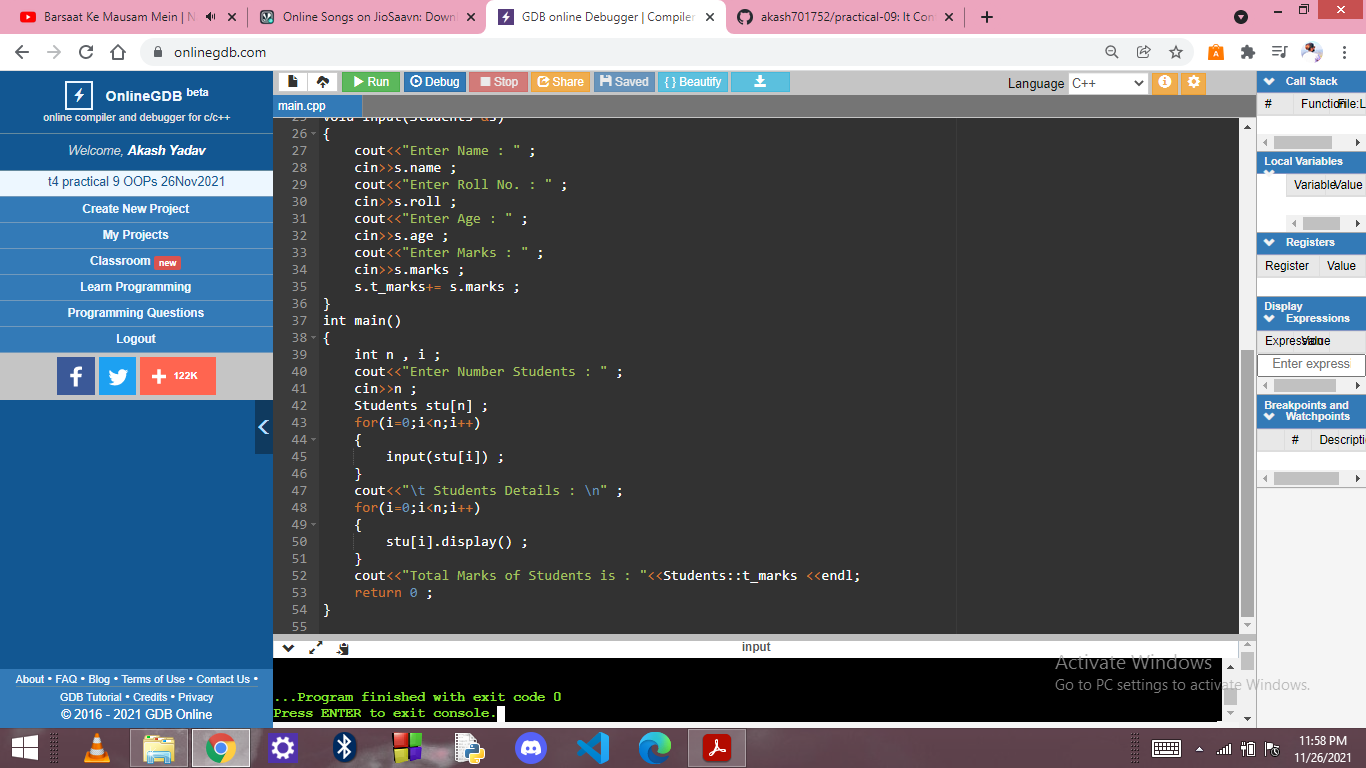 Barsaat Ke Mausam Mein | N
Online Songs on JioSaavn: Downl
GDB online Debugger | Compiler
akash701752/practical-09: It Con
onlinegdb.com
OnlineGDB beta
online compiler and debugger for c/c++
Welcome, Akash Yadav
t4 practical 9 OOPs 26Nov2021
Create New Project
My Projects
Classroom new
Learn Programming
Programming Questions
Logout
122K
About • FAQ • Blog • Terms of Use • Contact Us •
GDB Tutorial • Credits • Privacy
© 2016 - 2021 GDB Online
Run Debug Stop Share Saved { } Beautify
Language C++
main.cpp
25 void input(Students &s)
26 {
27 cout<<"Enter Name : " ;
28 cin>>s.name ;
29 cout<<"Enter Roll No. : " ;
30 cin>>s.roll ;
31 cout<<"Enter Age : " ;
32 cin>>s.age ;
33 cout<<"Enter Marks : " ;
34 cin>>s.marks ;
35 s.t_marks+= s.marks ;
36 }
37 int main()
38 {
39 int n , i ;
40 cout<<"Enter Number Students : " ;
41 cin>>n ;
42 Students stu[n] ;
43 for(i=0;i<n;i++)
44 {
45 input(stu[i]) ;
46 }
47 cout<<"\t Students Details : \n" ;
48 for(i=0;i<n;i++)
49 {
50 stu[i].display() ;
51 }
52 cout<<"Total Marks of Students is : "<<Students::t_marks <<endl;
53 return 0 ;
54 }
55
input
...Program finished with exit code 0
Press ENTER to exit console.
Call Stack
# Function File:L
Local Variables
Variable Value
Registers
Register Value
Display
Expressions
Expression Value
Enter express
Breakpoints and
Watchpoints
# Descripti
Activate Windows
Go to PC settings to activate Windows.
11:58 PM
11/26/2021